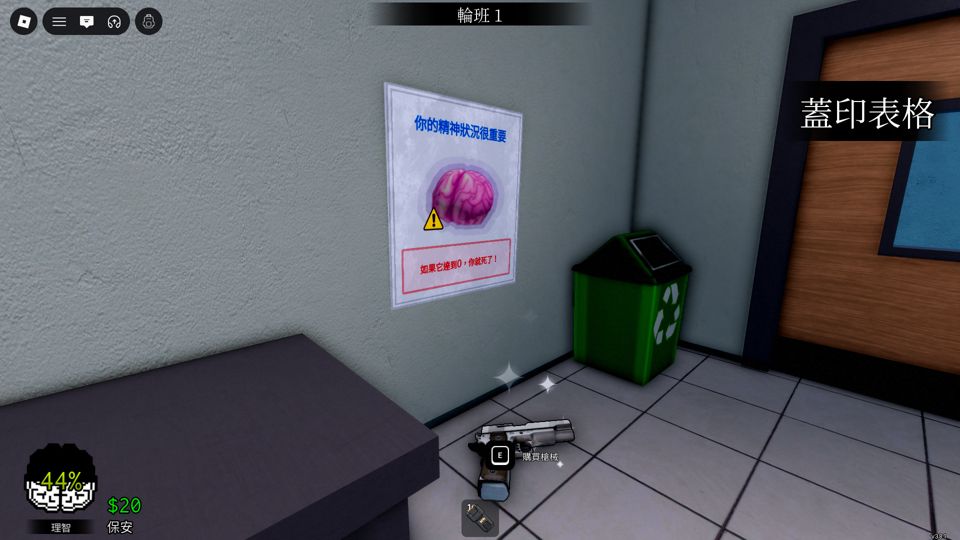 輪班 1
蓋印表格
你的精神狀況很重要
如果它達到0，你就死了！
E
購買槍械
44%
理智
$20
保安
1